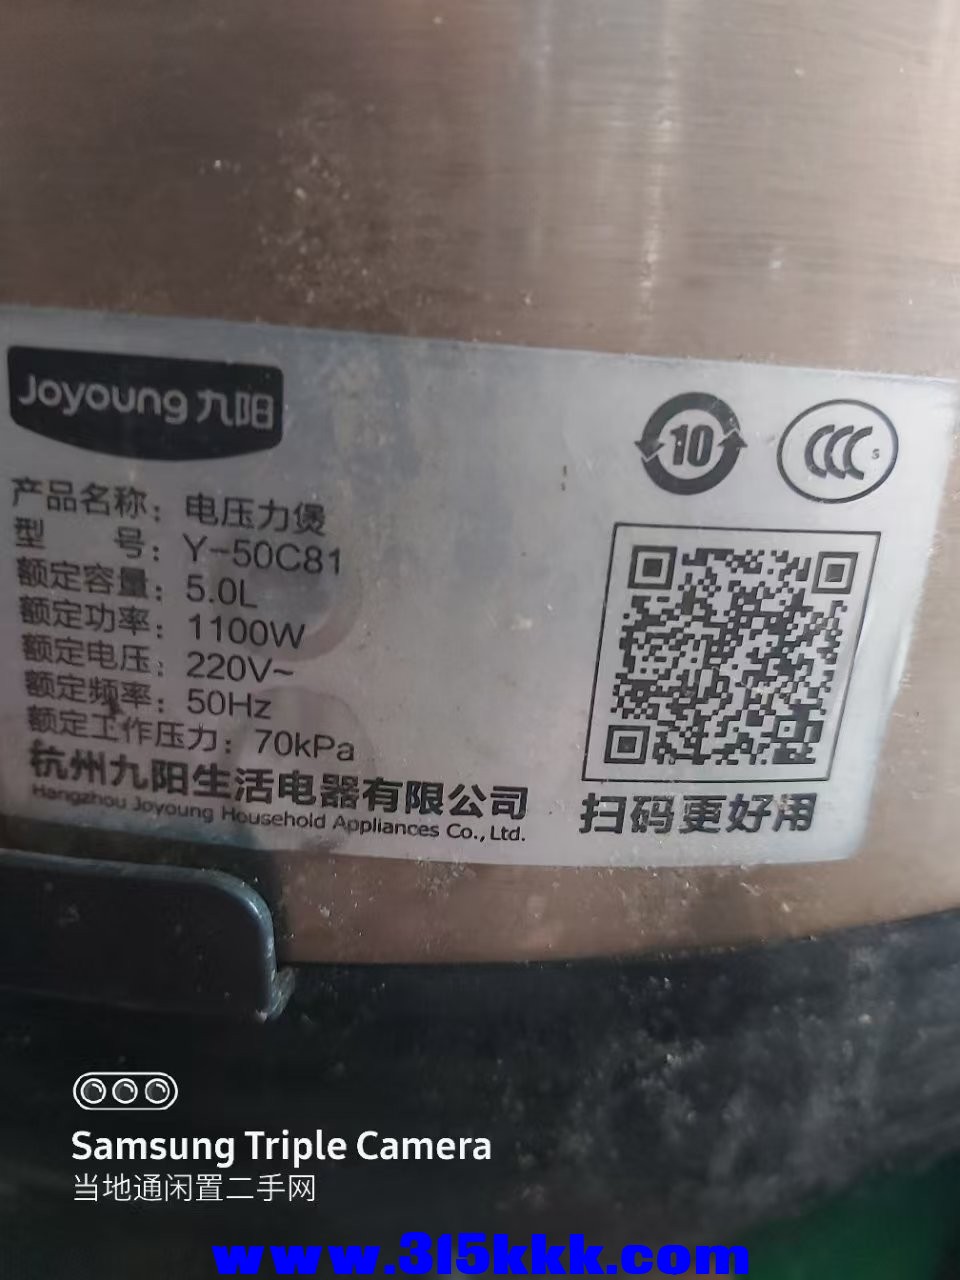 Joyoung 九阳
10
CCC S
产品名称：电压力煲
型 号：Y-50C81
额定容量：5.0L
额定功率：1100W
额定电压：220V~
额定频率：50Hz
额定工作压力：70kPa
杭州九阳生活电器有限公司
Hangzhou Joyoung Household Appliances Co., Ltd.
扫码更好用
Samsung Triple Camera
当地通闲置二手网
www.315kkk.com